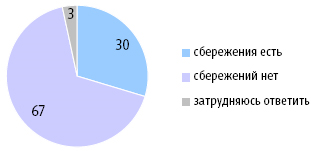 3
30
67
сбережения есть
сбережений нет
затрудняюсь ответить